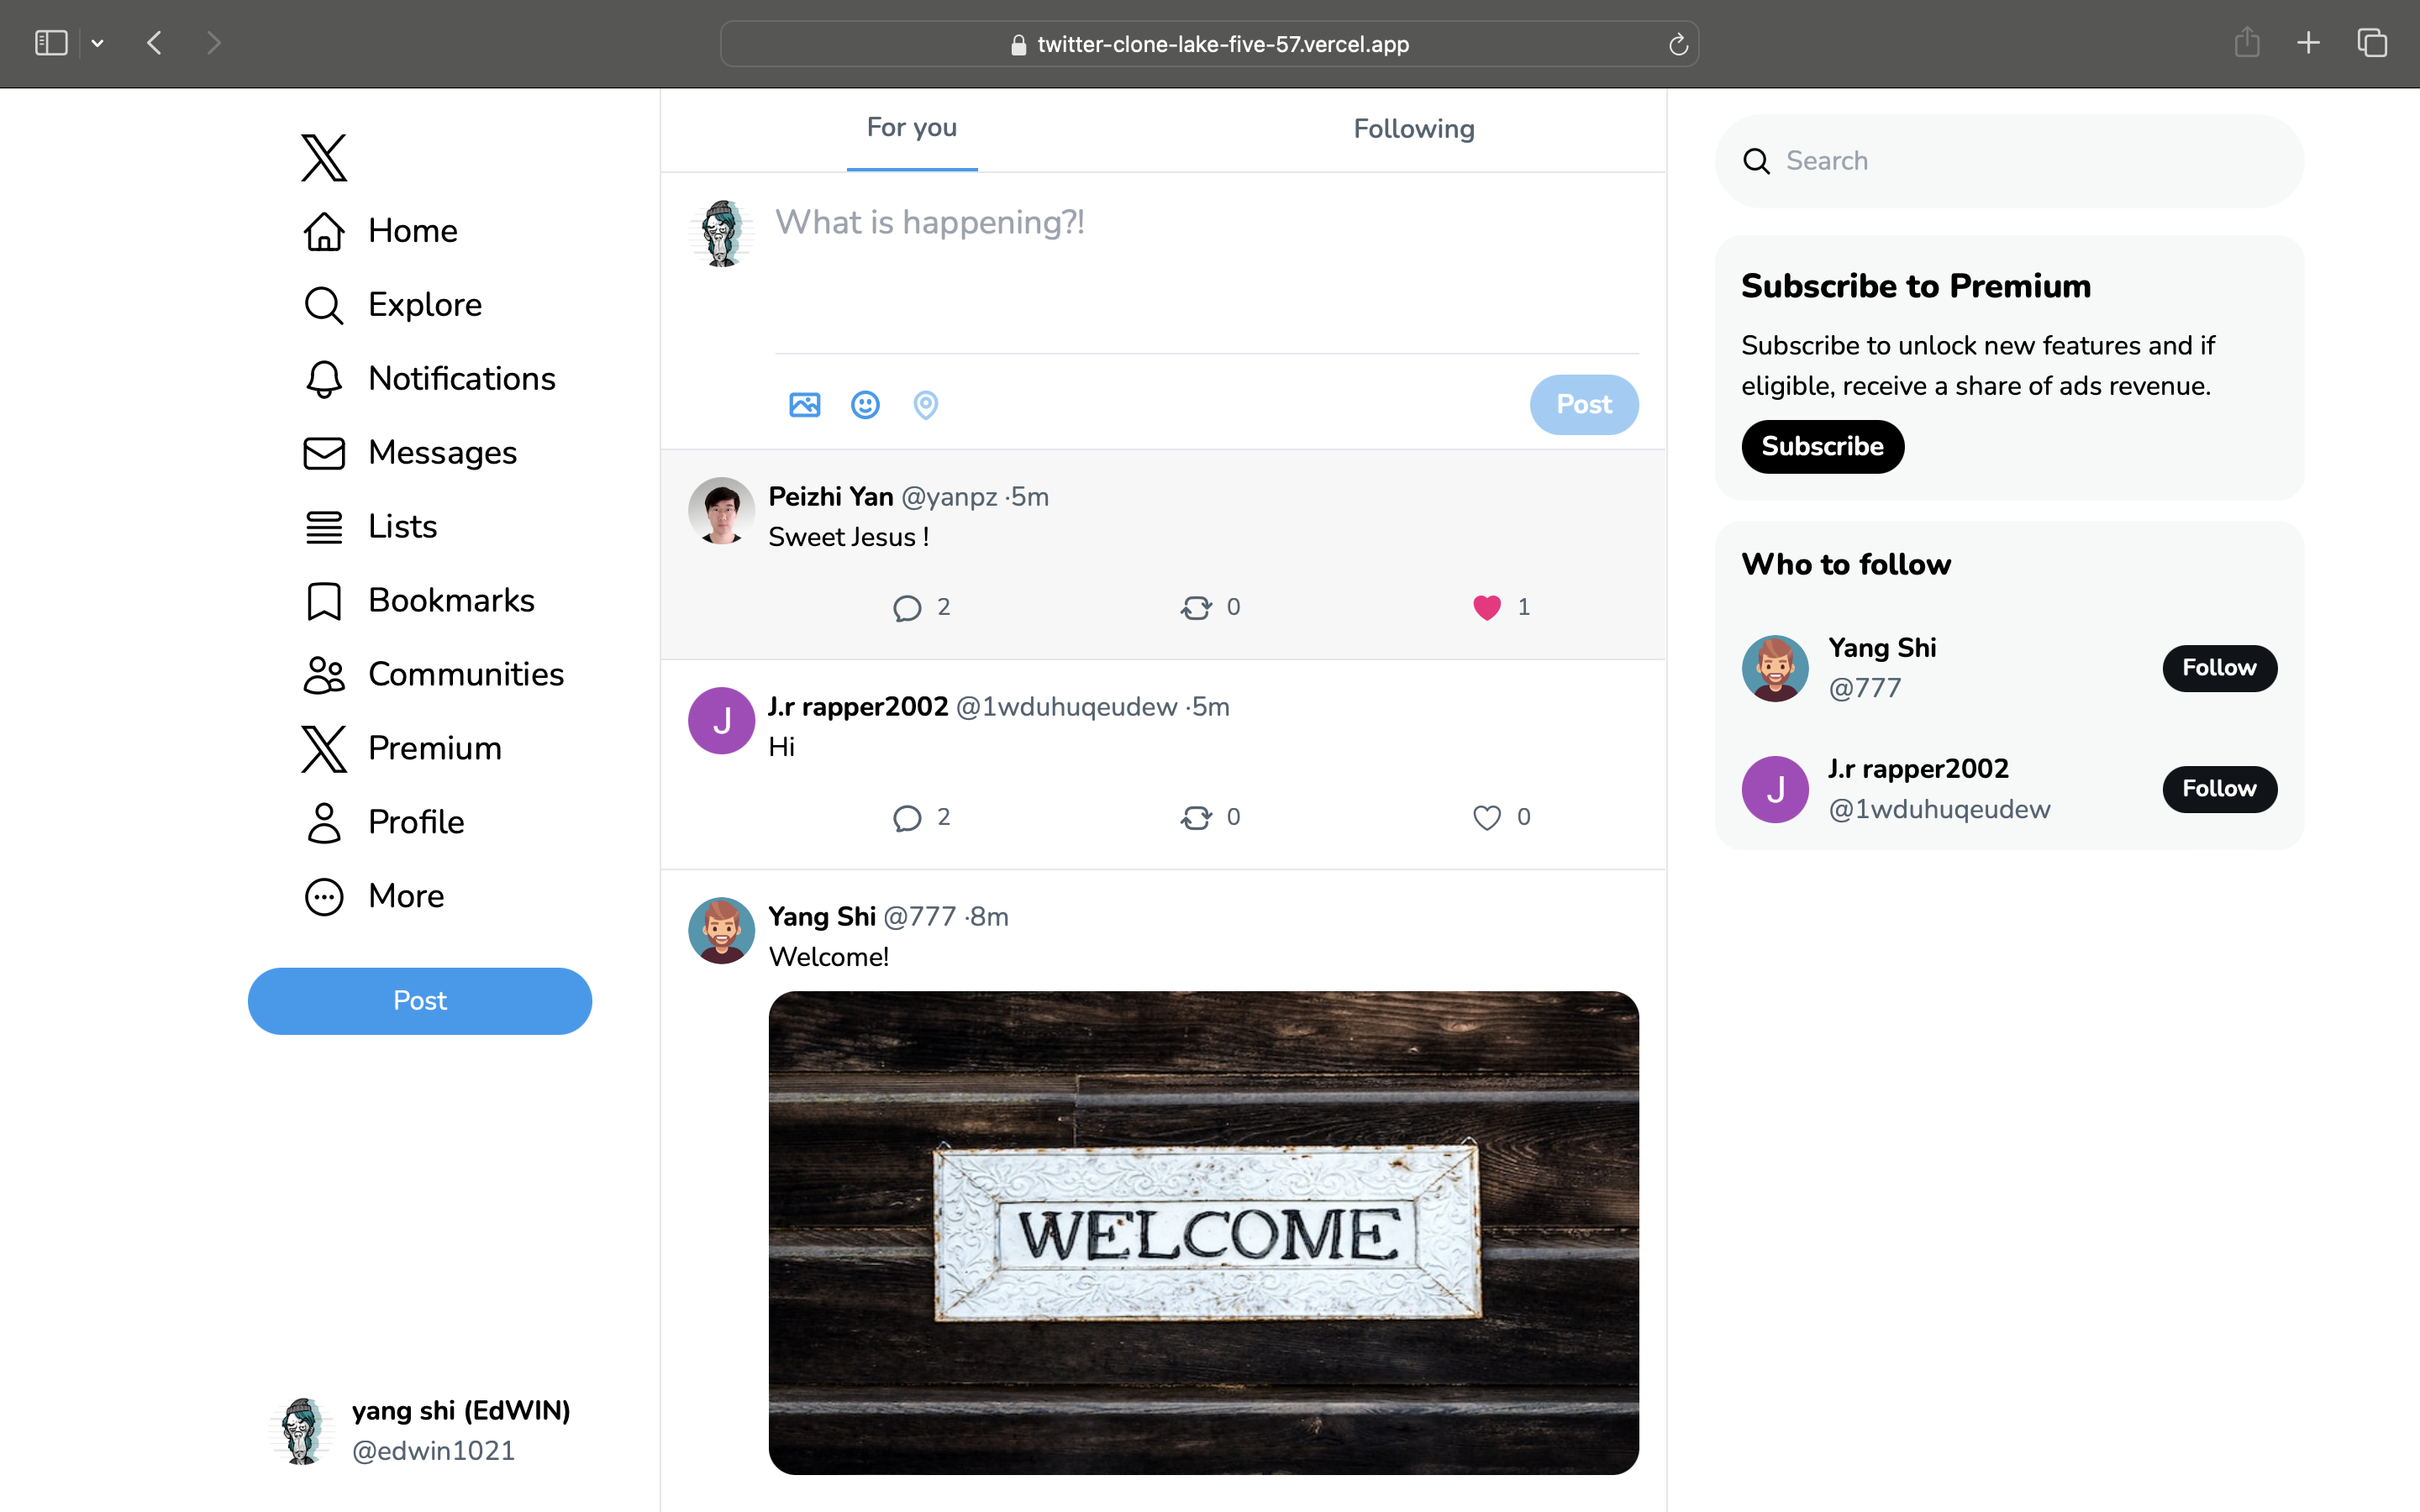 twitter-clone-lake-five-57.vercel.app
Home
Explore
Notifications
Messages
Lists
Bookmarks
Communities
Premium
Profile
More
Post
yang shi (EdWIN)
@edwin1021
For you
Following
What is happening?!
Post
Peizhi Yan @yanpz ·5m
Sweet Jesus !
2
0
1
J
J.r rapper2002 @1wduhuqeudew ·5m
Hi
2
0
0
Yang Shi @777 ·8m
Welcome!
WELCOME
Search
Subscribe to Premium
Subscribe to unlock new features and if
eligible, receive a share of ads revenue.
Subscribe
Who to follow
Yang Shi
@777
Follow
J
J.r rapper2002
@1wduhuqeudew
Follow